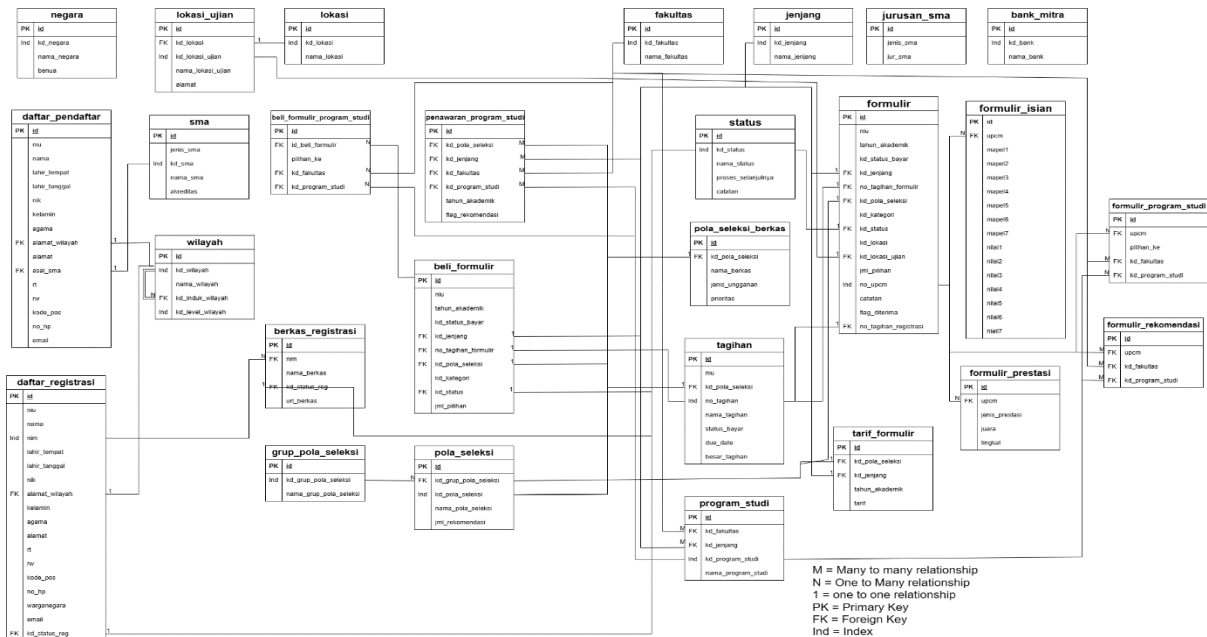 negara
PK id
Ind kd_negara
nama_negara
benua
lokasi_ujian
PK id
FK kd_lokasi
Ind kd_lokasi_ujian
nama_lokasi_ujian
alamat
lokasi
PK id
Ind kd_lokasi
nama_lokasi
fakultas
PK id
Ind kd_fakultas
nama_fakultas
jenjang
PK id
Ind kd_jenjang
nama_jenjang
jurusan_sma
PK id
jenis_sma
jur_sma
bank_mitra
PK id
Ind kd_bank
nama_bank
daftar_pendaftar
PK id
niu
nama
lahir_tempat
lahir_tanggal
nik
kelamin
agama
FK alamat_wilayah
alamat
FK asal_sma
rt
rw
kode_pos
no_hp
email
sma
PK id
jenis_sma
Ind kd_sma
nama_sma
akreditas
wilayah
PK id
Ind kd_wilayah
nama_wilayah
FK kd_induk_wilayah
Ind kd_level_wilayah
beli_formulir_program_studi
PK id
FK id_beli_formulir
pilihan_ke
FK kd_fakultas
FK kd_program_studi
penawaran_program_studi
PK id
FK kd_pola_seleksi
FK kd_jenjang
FK kd_fakultas
FK kd_program_studi
tahun_akademik
flag_rekomendasi
status
PK id
Ind kd_status
nama_status
proses_selanjutnya
catatan
formulir
PK id
niu
tahun_akademik
kd_status_bayar
FK kd_jenjang
FK no_tagihan_formulir
FK kd_pola_seleksi
kd_kategori
FK kd_status
kd_lokasi
FK kd_lokasi_ujian
jml_pilihan
Ind no_upcm
catatan
flag_diterima
FK no_tagihan_registrasi
formulir_isian
PK id
FK upcm
mapel1
mapel2
mapel3
mapel4
mapel5
mapel6
mapel7
nilai1
nilai2
nilai3
nilai4
nilai5
nilai6
nilai7
formulir_program_studi
PK id
FK upcm
pilihan_ke
FK kd_fakultas
FK kd_program_studi
pola_seleksi_berkas
PK id
FK kd_pola_seleksi
nama_berkas
jenis_unggahan
prioritas
beli_formulir
PK id
niu
tahun_akademik
kd_status_bayar
FK kd_jenjang
FK no_tagihan_formulir
FK kd_pola_seleksi
kd_kategori
FK kd_status
jml_pilihan
berkas_registrasi
PK id
FK nim
nama_berkas
FK kd_status_reg
url_berkas
tagihan
PK id
niu
FK kd_pola_seleksi
Ind no_tagihan
nama_tagihan
status_bayar
due_date
besar_tagihan
formulir_rekomendasi
PK id
FK upcm
FK kd_fakultas
FK kd_program_studi
formulir_prestasi
PK id
FK upcm
jenis_prestasi
juara
tingkat
daftar_registrasi
PK id
niu
nama
Ind nim
lahir_tempat
lahir_tanggal
nik
FK alamat_wilayah
kelamin
agama
alamat
rt
rw
kode_pos
no_hp
warganegara
email
FK kd_status_reg
grup_pola_seleksi
PK id
Ind kd_grup_pola_seleksi
nama_grup_pola_seleksi
pola_seleksi
PK id
FK kd_grup_pola_seleksi
Ind kd_pola_seleksi
nama_pola_seleksi
jml_rekomendasi
tarif_formulir
PK id
FK kd_pola_seleksi
FK kd_jenjang
tahun_akademik
tarif
program_studi
PK id
FK kd_fakultas
FK kd_jenjang
Ind kd_program_studi
nama_program_studi
M = Many to many relationship
N = One to Many relationship
1 = one to one relationship
PK = Primary Key
FK = Foreign Key
Ind = Index